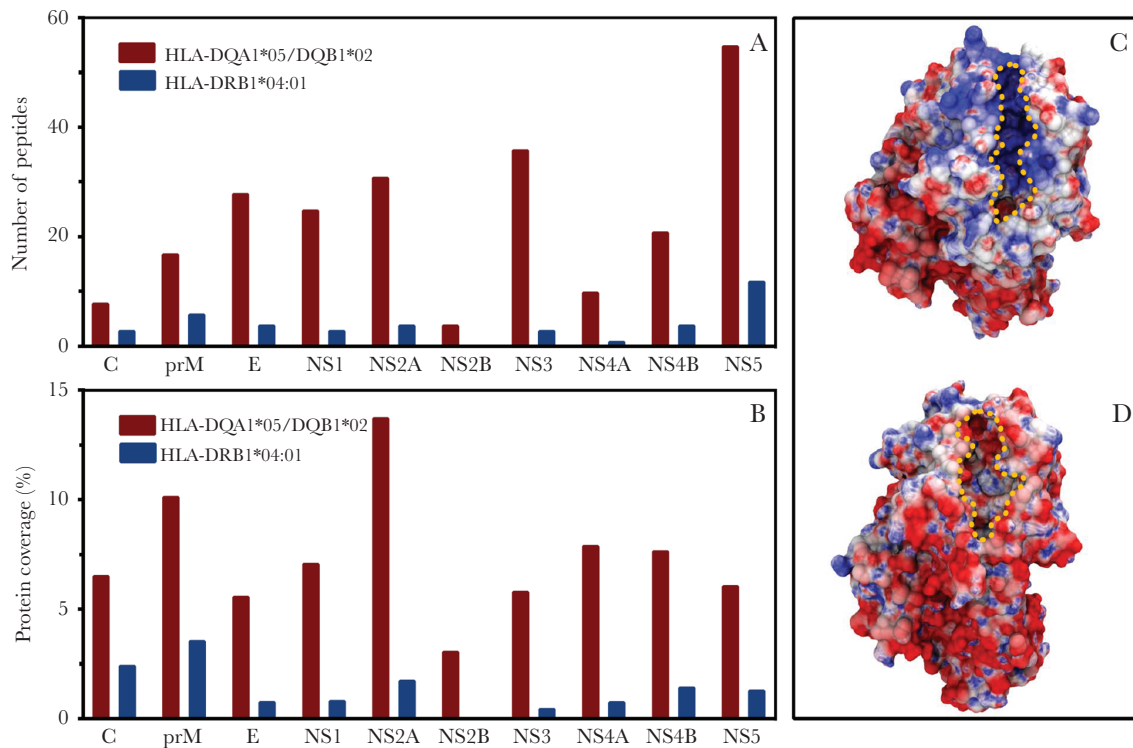 60
A
HLA-DQA1*05/DQB1*02
HLA-DRB1*04:01
40
Number of peptides
20
0
C prM E NS1 NS2A NS2B NS3 NS4A NS4B NS5
15
B
HLA-DQA1*05/DQB1*02
HLA-DRB1*04:01
10
Protein coverage (%)
5
0
C prM E NS1 NS2A NS2B NS3 NS4A NS4B NS5
C
D